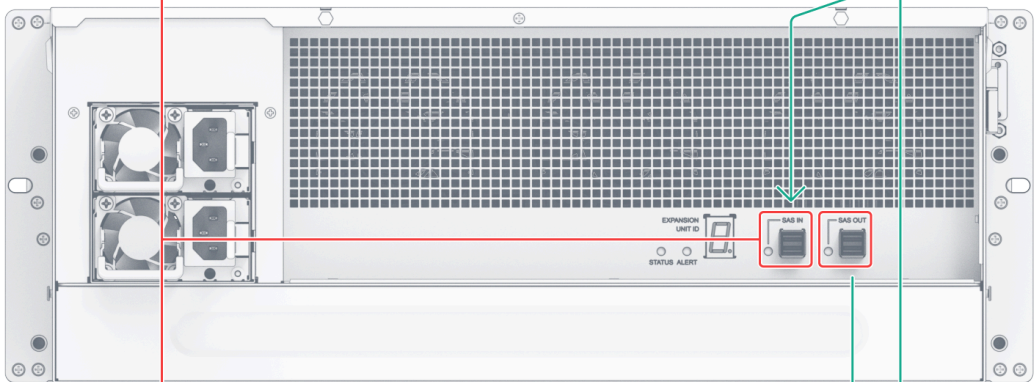 EXPANSION
UNIT ID
STATUS ALERT
SAS IN
SAS OUT